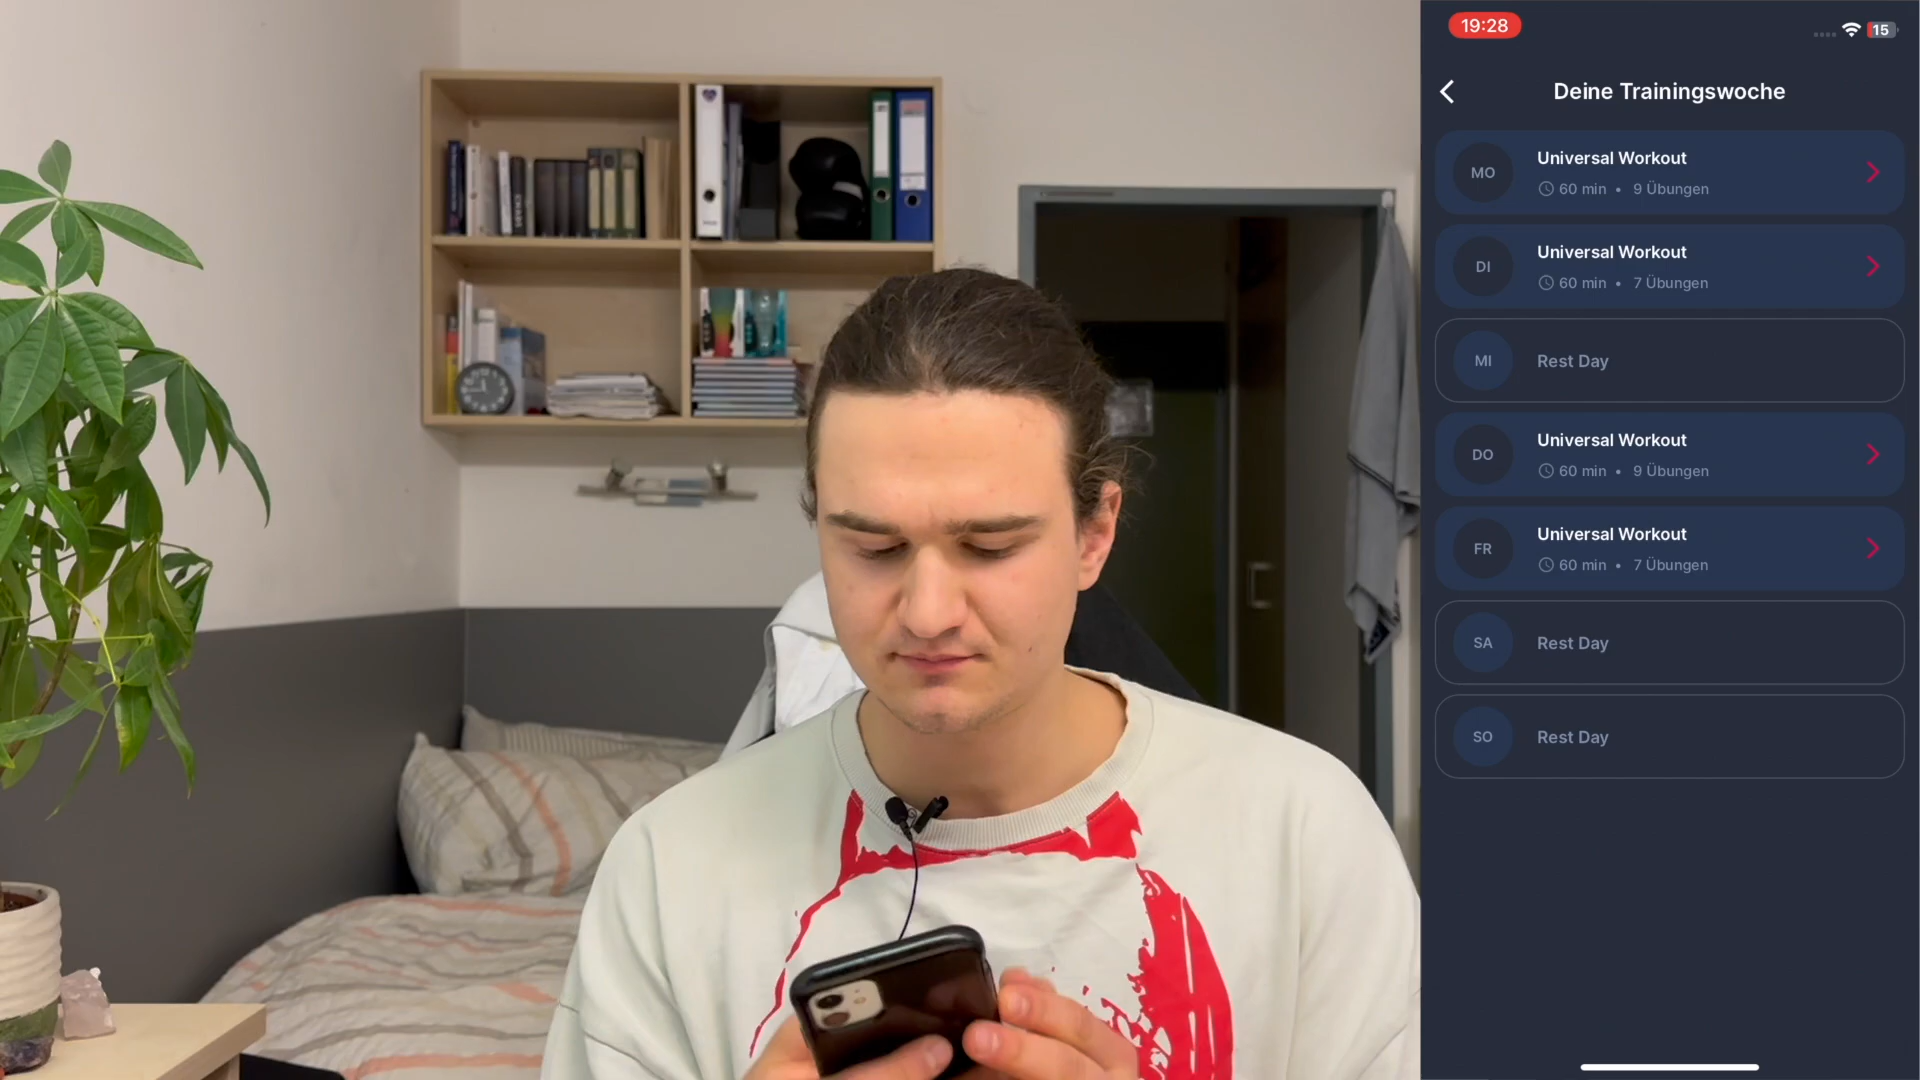 19:28
15
Deine Trainingswoche
MO
Universal Workout
60 min • 9 Übungen
DI
Universal Workout
60 min • 7 Übungen
MI
Rest Day
DO
Universal Workout
60 min • 9 Übungen
FR
Universal Workout
60 min • 7 Übungen
SA
Rest Day
SO
Rest Day